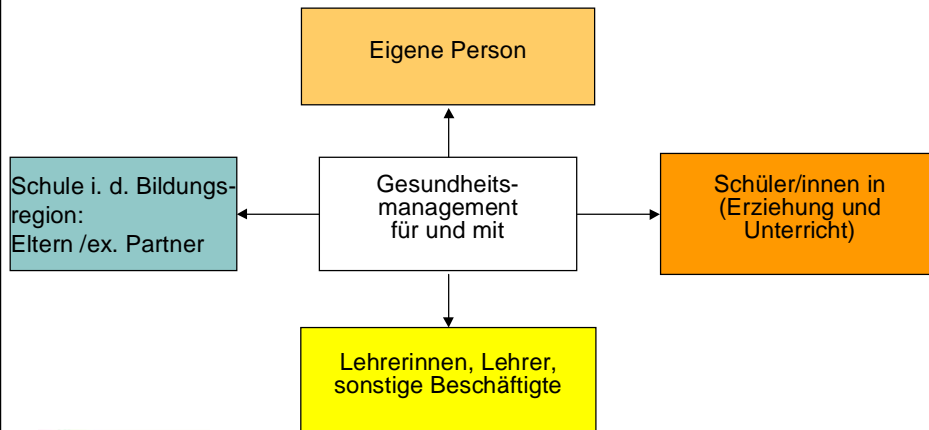 Eigene Person
Schule i. d. Bildungs-
region:
Eltern /ex. Partner
Gesundheits-
management
für und mit
Schüler/innen in
(Erziehung und
Unterricht)
Lehrerinnen, Lehrer,
sonstige Beschäftigte